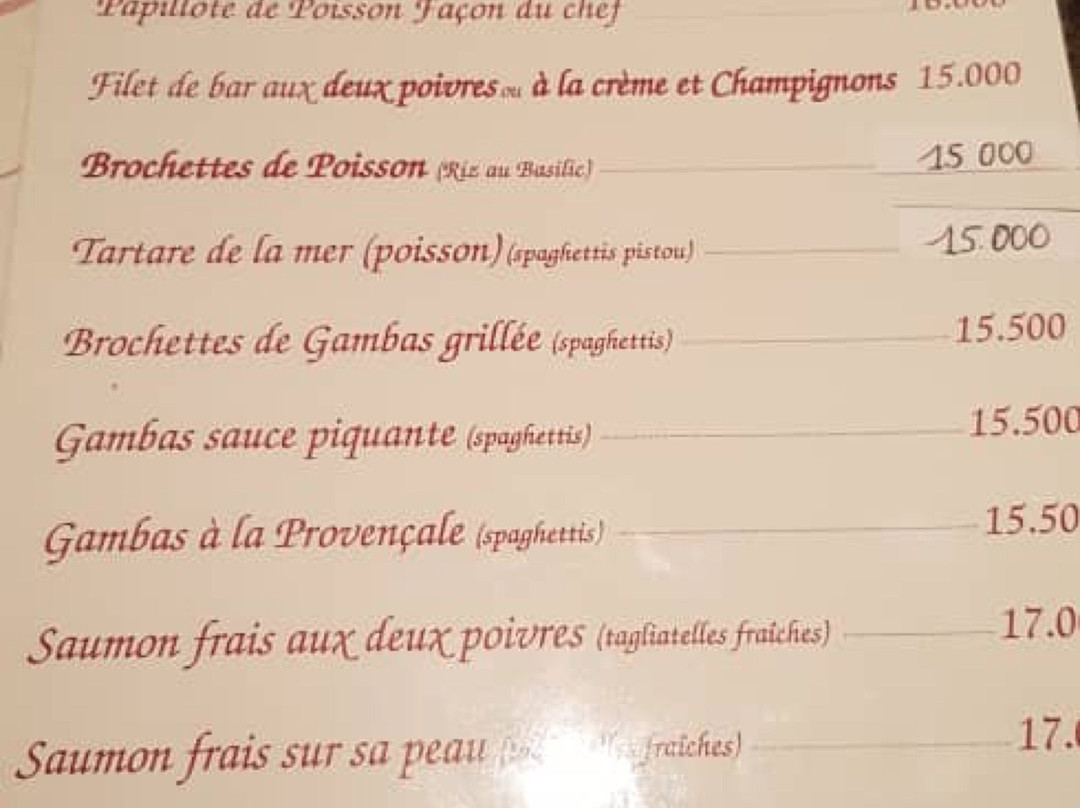 Papillote de Poisson Façon du chef
Filet de bar aux deux poivres ou à la crème et Champignons 15.000
Brochettes de Poisson (Riz au Basilic) 15 000
Tartare de la mer (poisson) (spaghettis pistou) 15.000
Brochettes de Gambas grillée (spaghettis) 15.500
Gambas sauce piquante (spaghettis) 15.500
Gambas à la Provençale (spaghettis) 15.50
Saumon frais aux deux poivres (tagliatelles fraîches) 17.0
Saumon frais sur sa peau fraîches) 17.